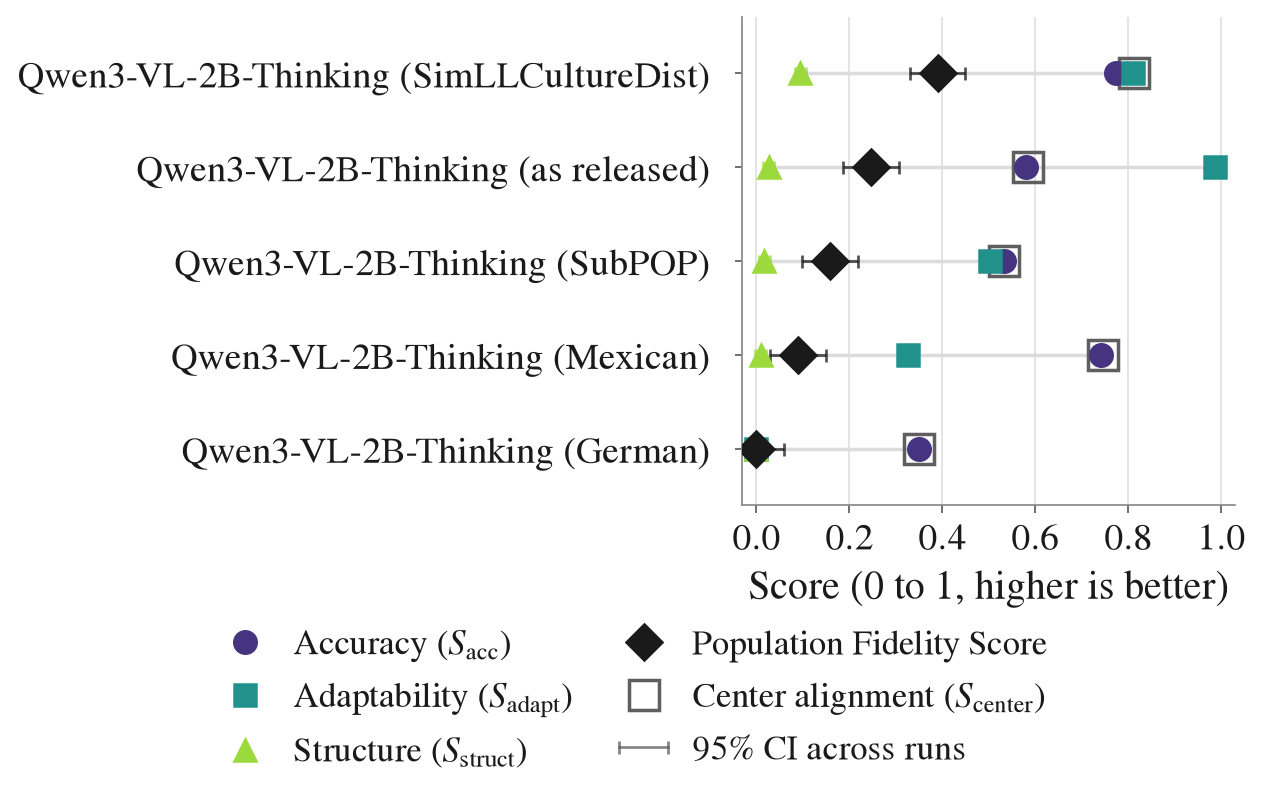 Qwen3-VL-2B-Thinking (SimLLCultureDist)
Qwen3-VL-2B-Thinking (as released)
Qwen3-VL-2B-Thinking (SubPOP)
Qwen3-VL-2B-Thinking (Mexican)
Qwen3-VL-2B-Thinking (German)
0.0 0.2 0.4 0.6 0.8 1.0
Score (0 to 1, higher is better)
Accuracy (Sacc)
Adaptability (Sadapt)
Structure (Sstruct)
Population Fidelity Score
Center alignment (Scenter)
95% CI across runs